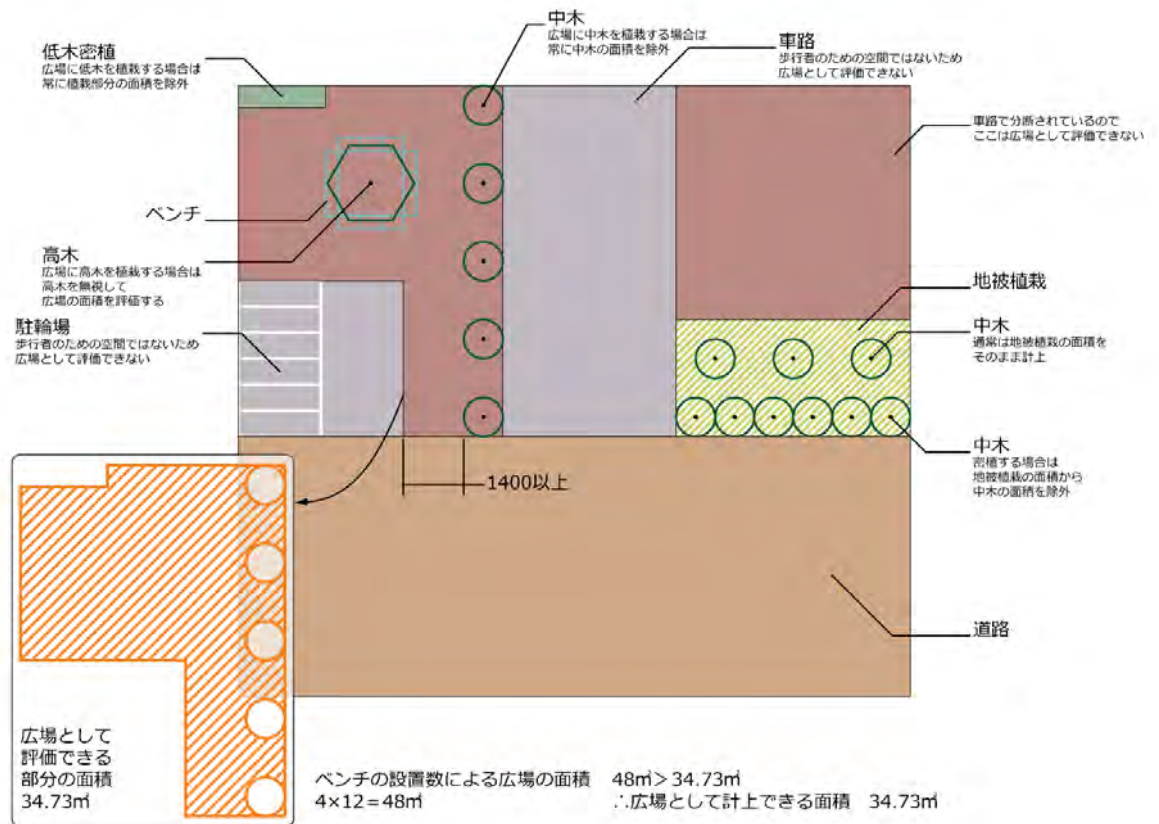 中木
広場に中木を植栽する場合は
常に中木の面積を除外
低木密植
広場に低木を植栽する場合は
常に植栽部分の面積を除外
車路
歩行者のための空間ではないため
広場として評価できない
車路で分断されているので
ここは広場として評価できない
ベンチ
高木
広場に高木を植栽する場合は
高木を無視して
広場の面積を評価する
地被植栽
駐輪場
歩行者のための空間ではないため
広場として評価できない
中木
通常は地被植栽の面積を
そのまま計上
中木
密植する場合は
地被植栽の面積から
中木の面積を除外
1400以上
道路
広場として
評価できる
部分の面積
34.73㎡
ベンチの設置数による広場の面積 48㎡>34.73㎡
4×12=48㎡ ∴広場として計上できる面積 34.73㎡